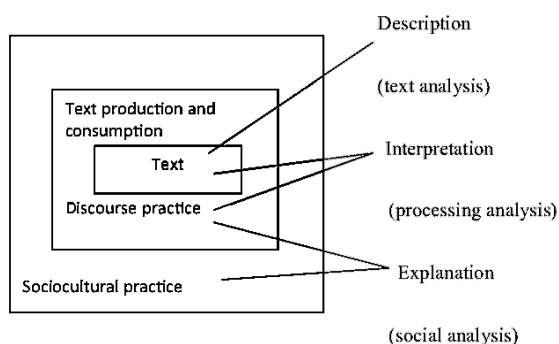 Description
(text analysis)
Text production and
consumption
Text
Interpretation
Discourse practice
(processing analysis)
Explanation
Sociocultural practice
(social analysis)